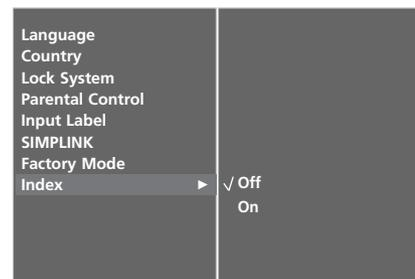 Language
Country
Lock System
Parental Control
Input Label
SIMPLINK
Factory Mode
Index ► √ Off
On